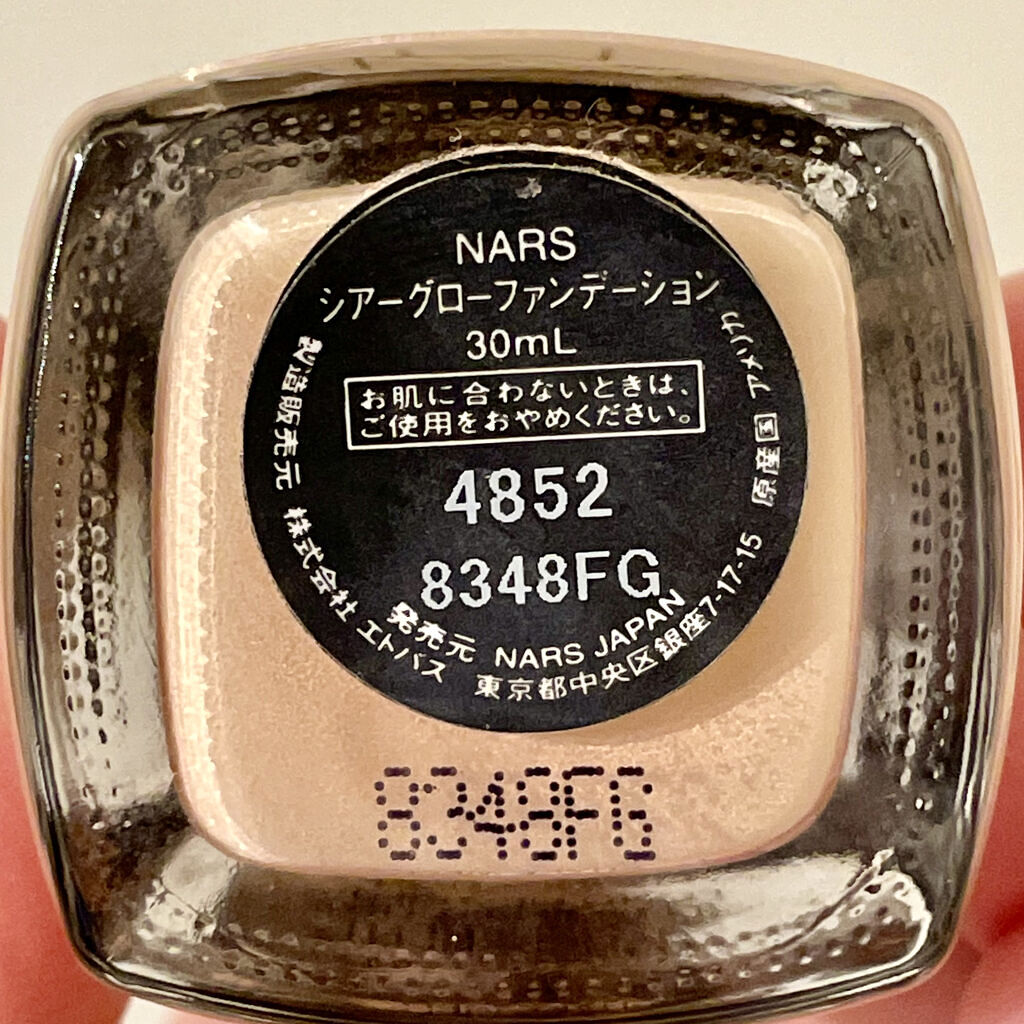 NARS
シアーグローファンデーション
30mL
お肌に合わないときは、
ご使用をおやめください。
4852
8348FG
製造販売元 株式会社 エトバス
発売元 NARS JAPAN
東京都中央区銀座7-17-15
原産国 アメリカ
8348FG